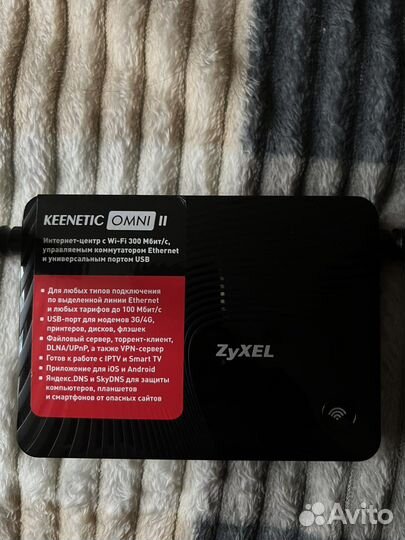 KEENETIC OMNI II
Интернет-центр с Wi-Fi 300 Мбит/с,
управляемым коммутатором Ethernet
и универсальным портом USB
• Для любых типов подключения
по выделенной линии Ethernet
и любых тарифов до 100 Мбит/с
• USB-порт для модемов 3G/4G,
принтеров, дисков, флэшек
• Файловый сервер, торрент-клиент,
DLNA/UPnP, а также VPN-сервер
• Готов к работе с IPTV и Smart TV
• Приложение для iOS и Android
• Яндекс.DNS и SkyDNS для защиты
компьютеров, планшетов
и смартфонов от опасных сайтов
ZyXEL
Avito